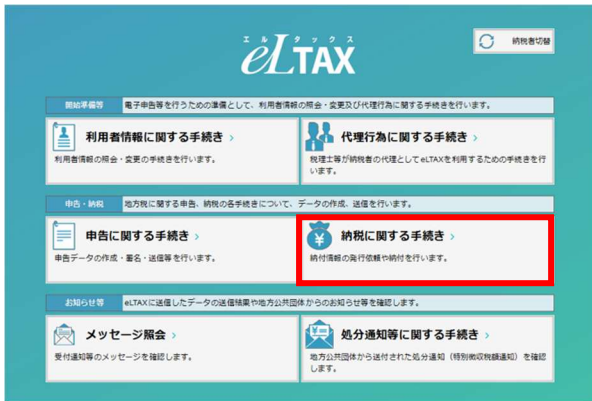 エルタックス
eLTAX
納税者切替
開始準備等 電子申告等を行うための準備として、利用者情報の照会・変更及び代理行為に関する手続きを行います。
利用者情報に関する手続き >
利用者情報の照会・変更の手続きを行います。
代理行為に関する手続き >
税理士等が納税者の代理としてeLTAXを利用するための手続きを行
います。
申告・納税 地方税に関する申告、納税の各手続きについて、データの作成、送信を行います。
申告に関する手続き >
申告データの作成・署名・送信等を行います。
納税に関する手続き >
納付情報の発行依頼や納付を行います。
お知らせ等 eLTAXに送信したデータの送信結果や地方公共団体からのお知らせ等を確認します。
メッセージ照会 >
受付通知等のメッセージを確認します。
処分通知等に関する手続き >
地方公共団体から送付された処分通知（特別徴収税額通知）を確認
します。